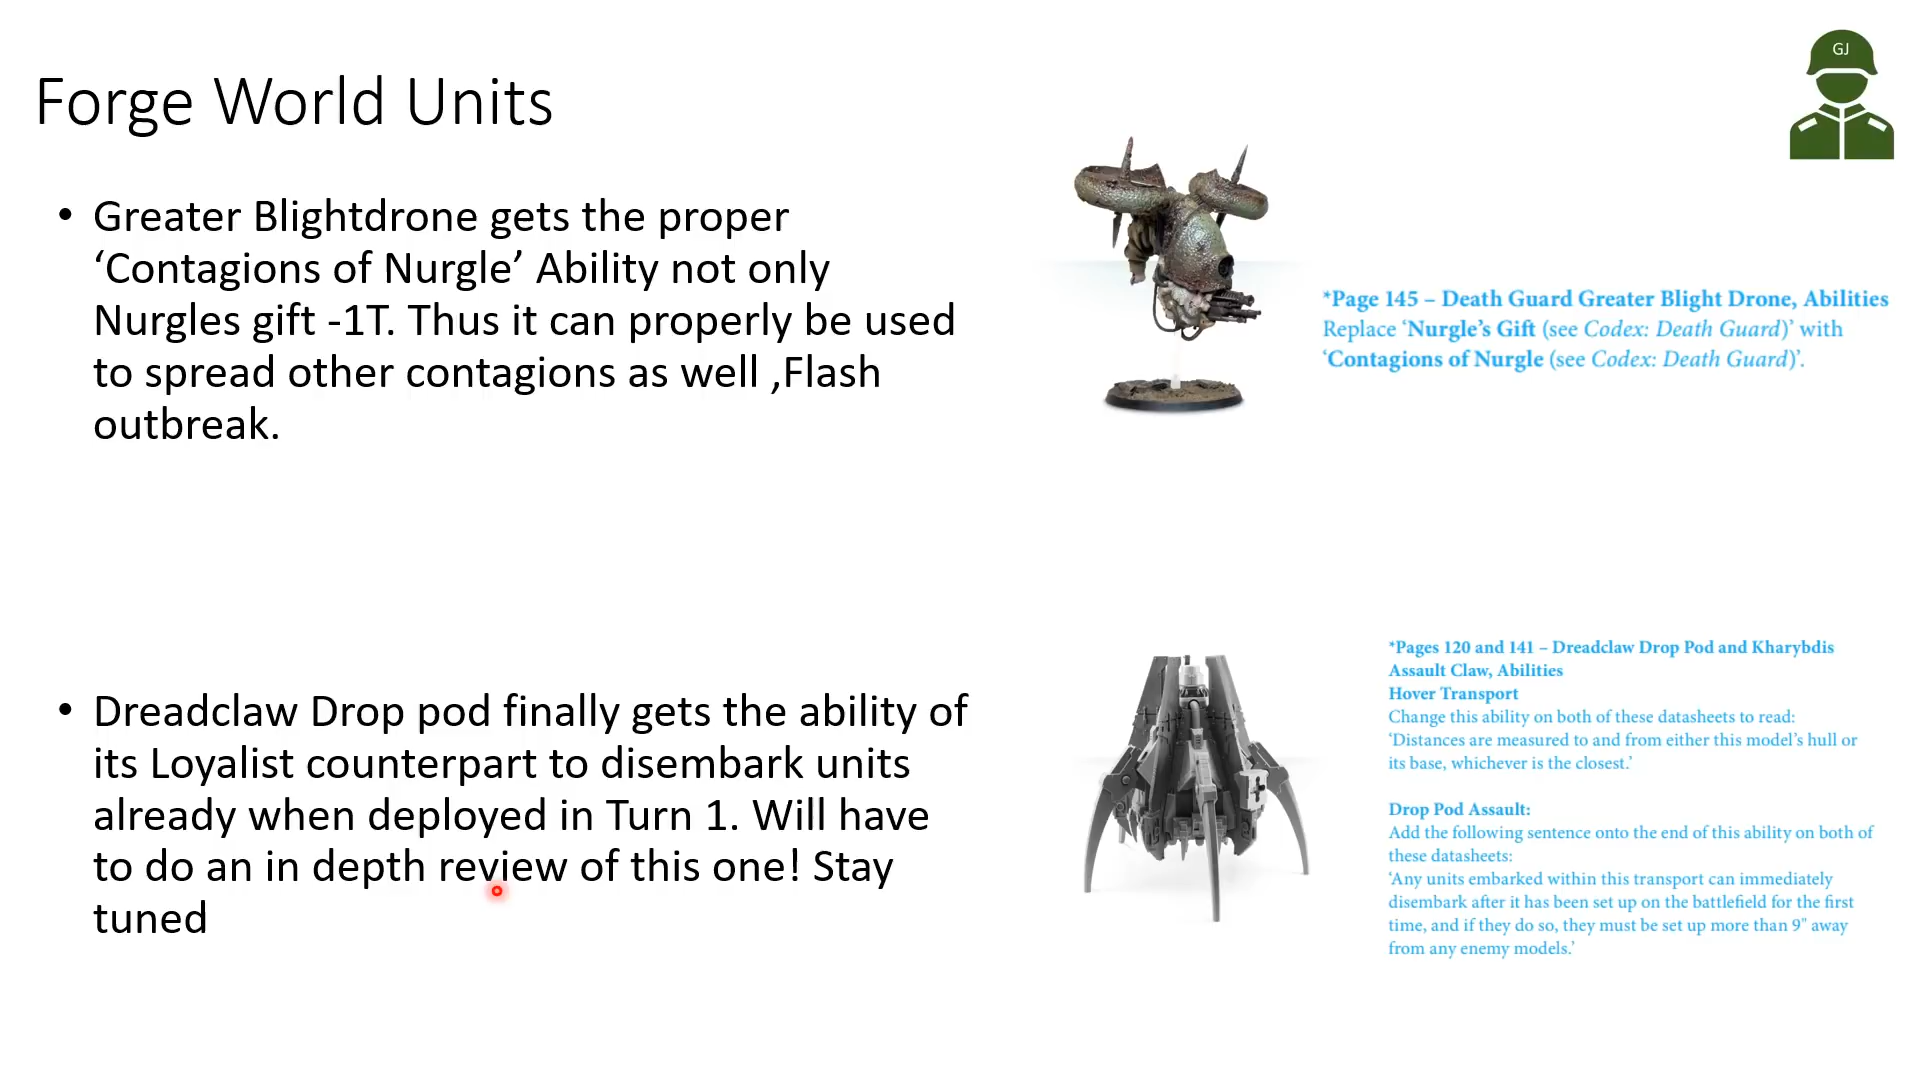 GJ
Forge World Units
• Greater Blightdrone gets the proper
‘Contagions of Nurgle’ Ability not only
Nurgles gift -1T. Thus it can properly be used
to spread other contagions as well ,Flash
outbreak.
*Page 145 – Death Guard Greater Blight Drone, Abilities
Replace ‘Nurgle’s Gift (see Codex: Death Guard)’ with
‘Contagions of Nurgle (see Codex: Death Guard)’.
• Dreadclaw Drop pod finally gets the ability of
its Loyalist counterpart to disembark units
already when deployed in Turn 1. Will have
to do an in depth review of this one! Stay
tuned
*Pages 120 and 141 – Dreadclaw Drop Pod and Kharybdis
Assault Claw, Abilities
Hover Transport
Change this ability on both of these datasheets to read:
‘Distances are measured to and from either this model’s hull or
its base, whichever is the closest.’
Drop Pod Assault:
Add the following sentence onto the end of this ability on both of
these datasheets:
‘Any units embarked within this transport can immediately
disembark after it has been set up on the battlefield for the first
time, and if they do so, they must be set up more than 9" away
from any enemy models.’